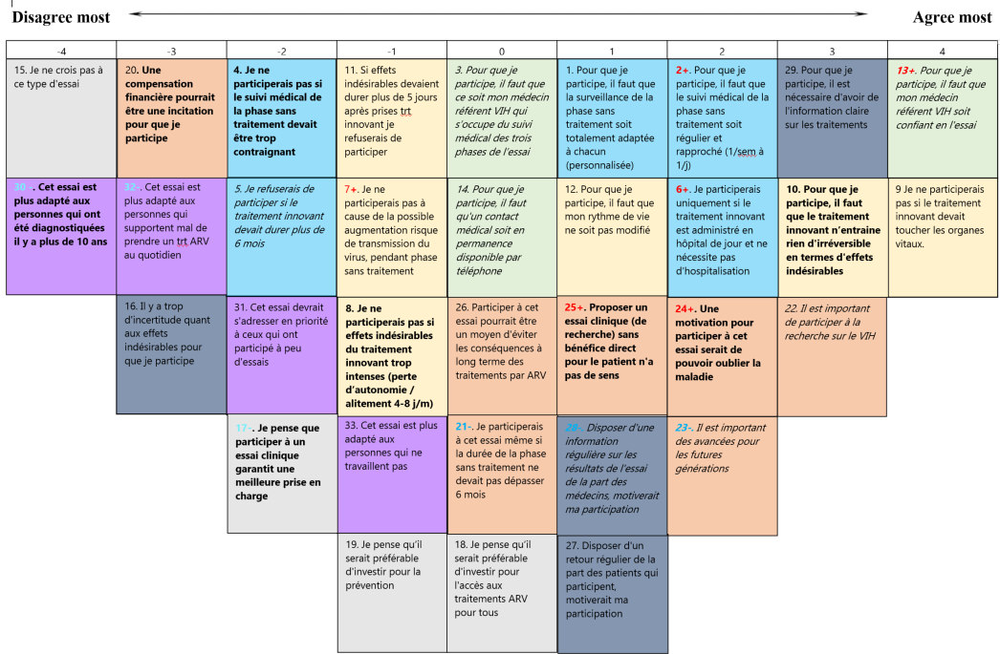 Disagree most
Agree most
-4
-3
-2
-1
0
1
2
3
4
15. Je ne crois pas à
ce type d'essai
20. Une
compensation
financière pourrait
être une incitation
pour que je
participe
4. Je ne
participerais pas si
le suivi médical de
la phase sans
traitement devait
être trop
contraignant
11. Si effets
indésirables devaient
durer plus de 5 jours
après prises trt
innovant je
refuserais de
participer
3. Pour que je
participe, il faut que
ce soit mon médecin
référent VIH qui
s'occupe du suivi
médical des trois
phases de l'essai
1. Pour que je
participe, il faut que
la surveillance de la
phase sans
traitement soit
totalement adaptée
à chacun
(personnalisée)
2+. Pour que je
participe, il faut que
le suivi médical de la
phase sans
traitement soit
régulier et
rapproché (1/sem à
1/j)
29. Pour que je
participe, il est
nécessaire d'avoir de
l'information claire
sur les traitements
13+. Pour que je
participe, il faut que
mon médecin
référent VIH soit
confiant en l'essai
30 -. Cet essai est
plus adapté aux
personnes qui ont
été diagnostiquées
il y a plus de 10 ans
32-. Cet essai est
plus adapté aux
personnes qui
supportent mal de
prendre un trt ARV
au quotidien
5. Je refuserais de
participer si le
traitement innovant
devait durer plus de
6 mois
7+. Je ne
participerais pas à
cause de la possible
augmentation risque
de transmission du
virus, pendant phase
sans traitement
14. Pour que je
participe, il faut
qu'un contact
médical soit en
permanence
disponible par
téléphone
12. Pour que je
participe, il faut que
mon rythme de vie
ne soit pas modifié
6+. Je participerais
uniquement si le
traitement innovant
est administré en
hôpital de jour et ne
nécessite pas
d'hospitalisation
10. Pour que je
participe, il faut
que le traitement
innovant n'entraine
rien d'irréversible
en termes d'effets
indésirables
9 Je ne participerais
pas si le traitement
innovant devait
toucher les organes
vitaux.
16. Il y a trop
d'incertitude quant
aux effets
indésirables pour
que je participe
31. Cet essai devrait
s'adresser en priorité
à ceux qui ont
participé à peu
d'essais
8. Je ne
participerais pas si
effets indésirables
du traitement
innovant trop
intenses (perte
d'autonomie /
alitement 4-8 j/m)
26. Participer à cet
essai pourrait être
un moyen d'éviter
les conséquences à
long terme des
traitements par ARV
25+. Proposer un
essai clinique (de
recherche) sans
bénéfice direct
pour le patient n'a
pas de sens
24+. Une
motivation pour
participer à cet
essai serait de
pouvoir oublier la
maladie
22. Il est important
de participer à la
recherche sur le VIH
17-. Je pense que
participer à un
essai clinique
garantit une
meilleure prise en
charge
33. Cet essai est plus
adapté aux
personnes qui ne
travaillent pas
21-. Je participerais
à cet essai même si
la durée de la phase
sans traitement ne
devait pas dépasser
6 mois
28-. Disposer d'une
information
régulière sur les
résultats de l'essai
de la part des
médecins, motiverait
ma participation
23-. Il est important
des avancées pour
les futures
générations
19. Je pense qu'il
serait préférable
d'investir pour la
prévention
18. Je pense qu'il
serait préférable
d'investir pour
l'accès aux
traitements ARV
pour tous
27. Disposer d'un
retour régulier de la
part des patients qui
participent,
motiverait ma
participation